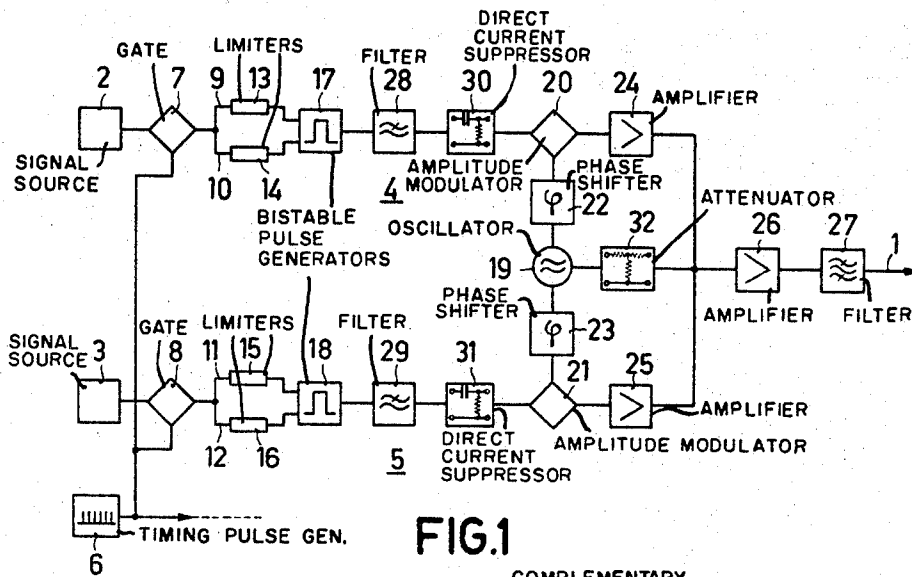 DIRECT
CURRENT
SUPPRESSOR
GATE
LIMITERS
FILTER
2
7
9
13
17
28
30
20
24
AMPLIFIER
SIGNAL
SOURCE
10
14
4
AMPLITUDE
MODULATOR
PHASE
SHIFTER
φ
22
ATTENUATOR
BISTABLE
PULSE
GENERATORS
OSCILLATOR
19
32
26
27
1
AMPLIFIER
FILTER
PHASE
SHIFTER
φ
23
SIGNAL
SOURCE
3
GATE
8
LIMITERS
11
15
18
FILTER
29
31
21
25
AMPLIFIER
12
16
5
DIRECT
CURRENT
SUPPRESSOR
AMPLITUDE MODULATOR
6
TIMING PULSE GEN.
FIG.1
COMPLEMENTARY